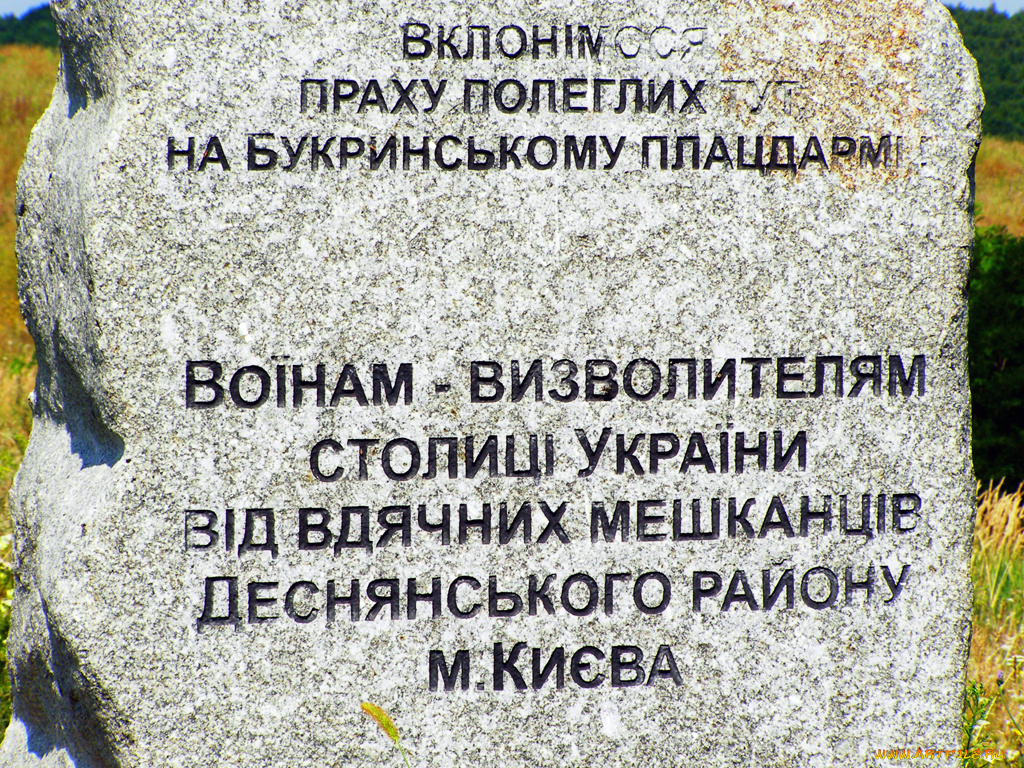 Вклонімося
праху полеглих тут
на Букринському плацдармі
Воїнам - визволителям
столиці України
від вдячних мешканців
Деснянського району
м.Києва
www.ArtFile.ru